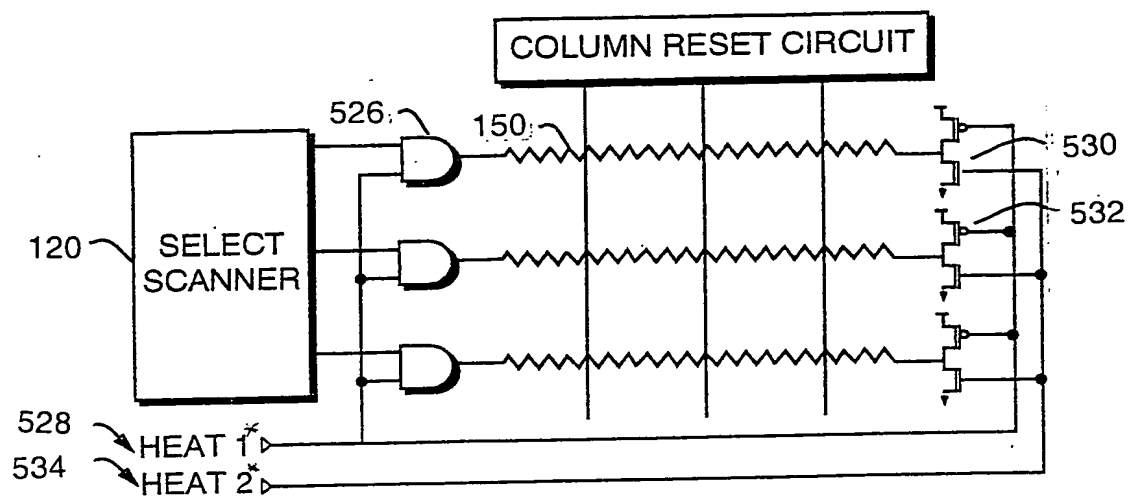 COLUMN RESET CIRCUIT
526
150
530
532
120
SELECT
SCANNER
528
HEAT 1*
534
HEAT 2*